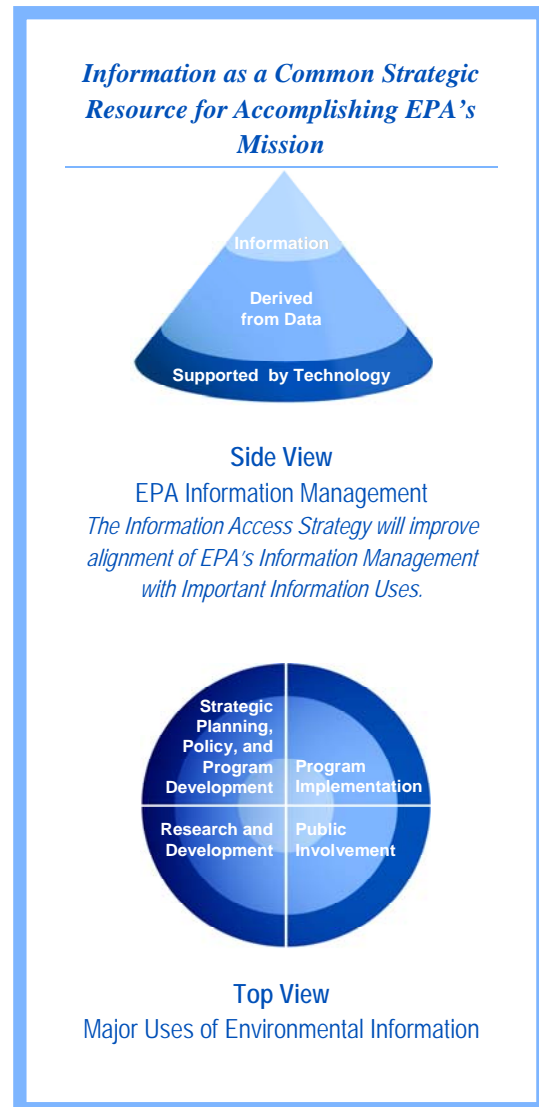 Information as a Common Strategic
Resource for Accomplishing EPA's
Mission
Information
Derived
from Data
Supported by Technology
Side View
EPA Information Management
The Information Access Strategy will improve
alignment of EPA's Information Management
with Important Information Uses.
Strategic
Planning,
Policy, and
Program
Development
Program
Implementation
Research and
Development
Public
Involvement
Top View
Major Uses of Environmental Information